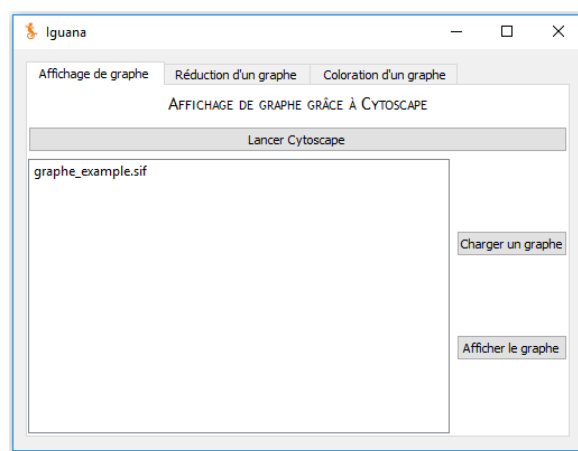 Iguana
Affichage de graphe Réduction d'un graphe Coloration d'un graphe
AFFICHAGE DE GRAPHE GRÂCE À CYTOSCAPE
Lancer Cytoscape
graphe_example.sif
Charger un graphe
Afficher le graphe